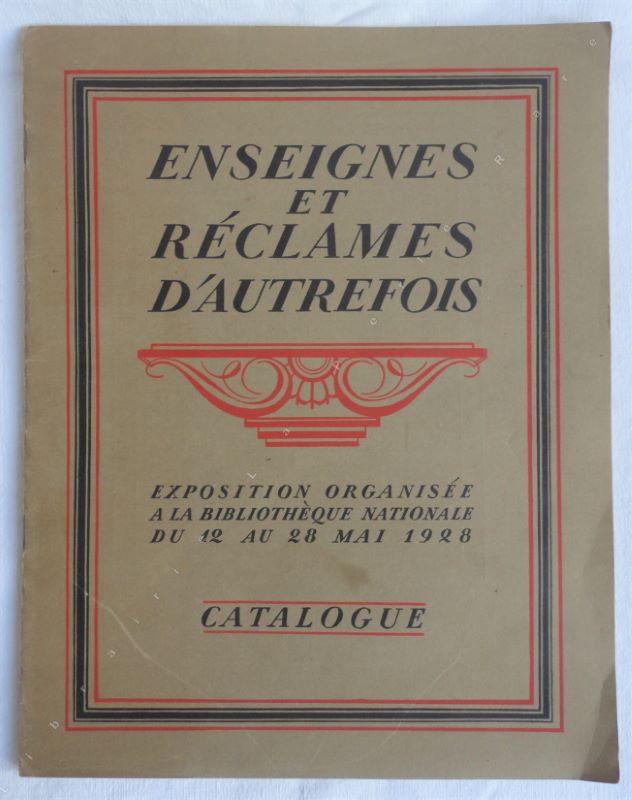 ENSEIGNES
ET
RÉCLAMES
D'AUTREFOIS
EXPOSITION ORGANISÉE
A LA BIBLIOTHÈQUE NATIONALE
DU 12 AU 28 MAI 1928
CATALOGUE